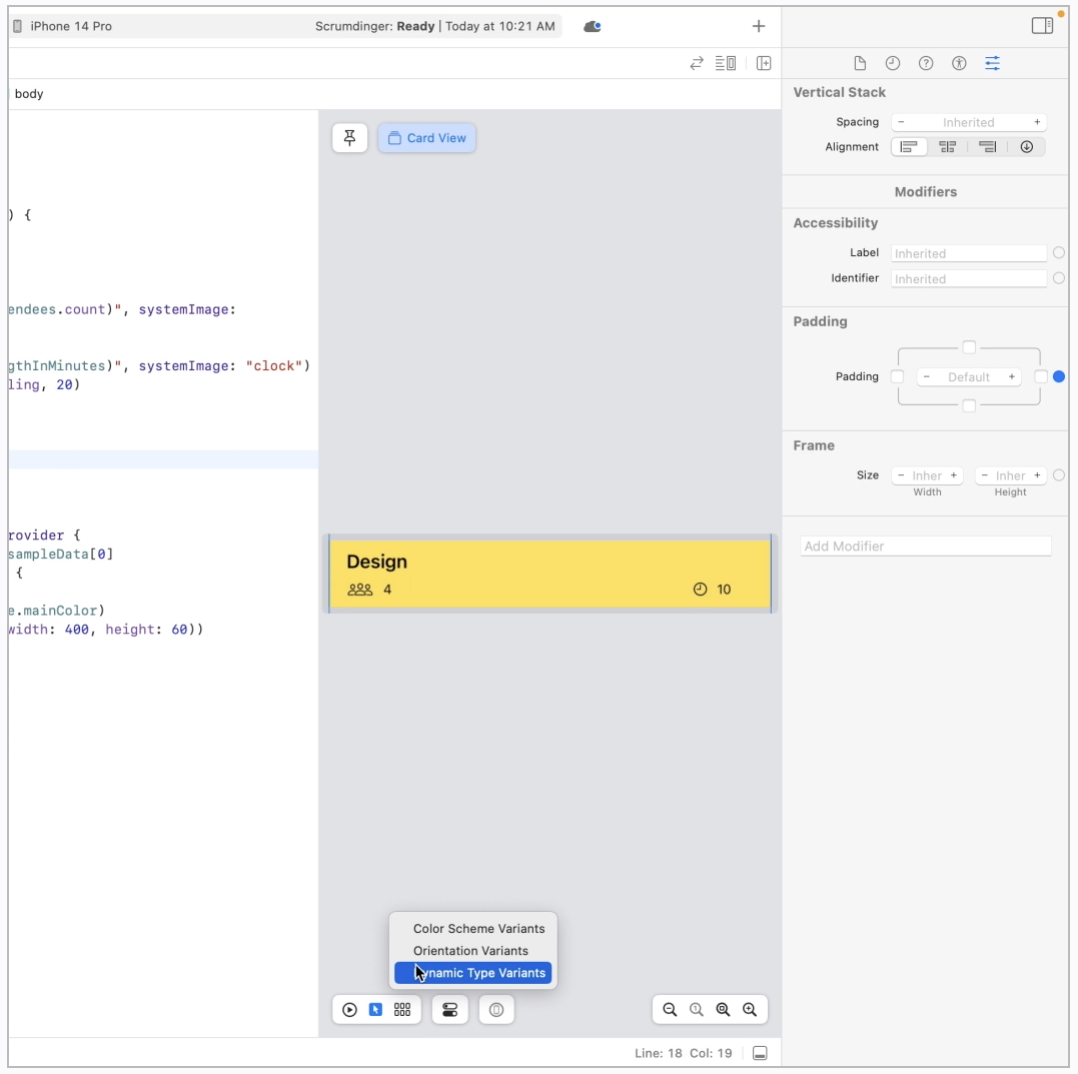 iPhone 14 Pro
Scrumdinger: Ready | Today at 10:21 AM
body
Card View
) {
endees.count)", systemImage:
gthInMinutes)", systemImage: "clock")
ling, 20)
rovider {
sampleData[0]
{
e.mainColor)
width: 400, height: 60))
Design
4
10
Color Scheme Variants
Orientation Variants
ynamic Type Variants
Line: 18 Col: 19
Vertical Stack
Spacing - Inherited +
Alignment
Modifiers
Accessibility
Label Inherited
Identifier Inherited
Padding
Padding - Default +
Frame
Size - Inher + - Inher +
Width Height
Add Modifier